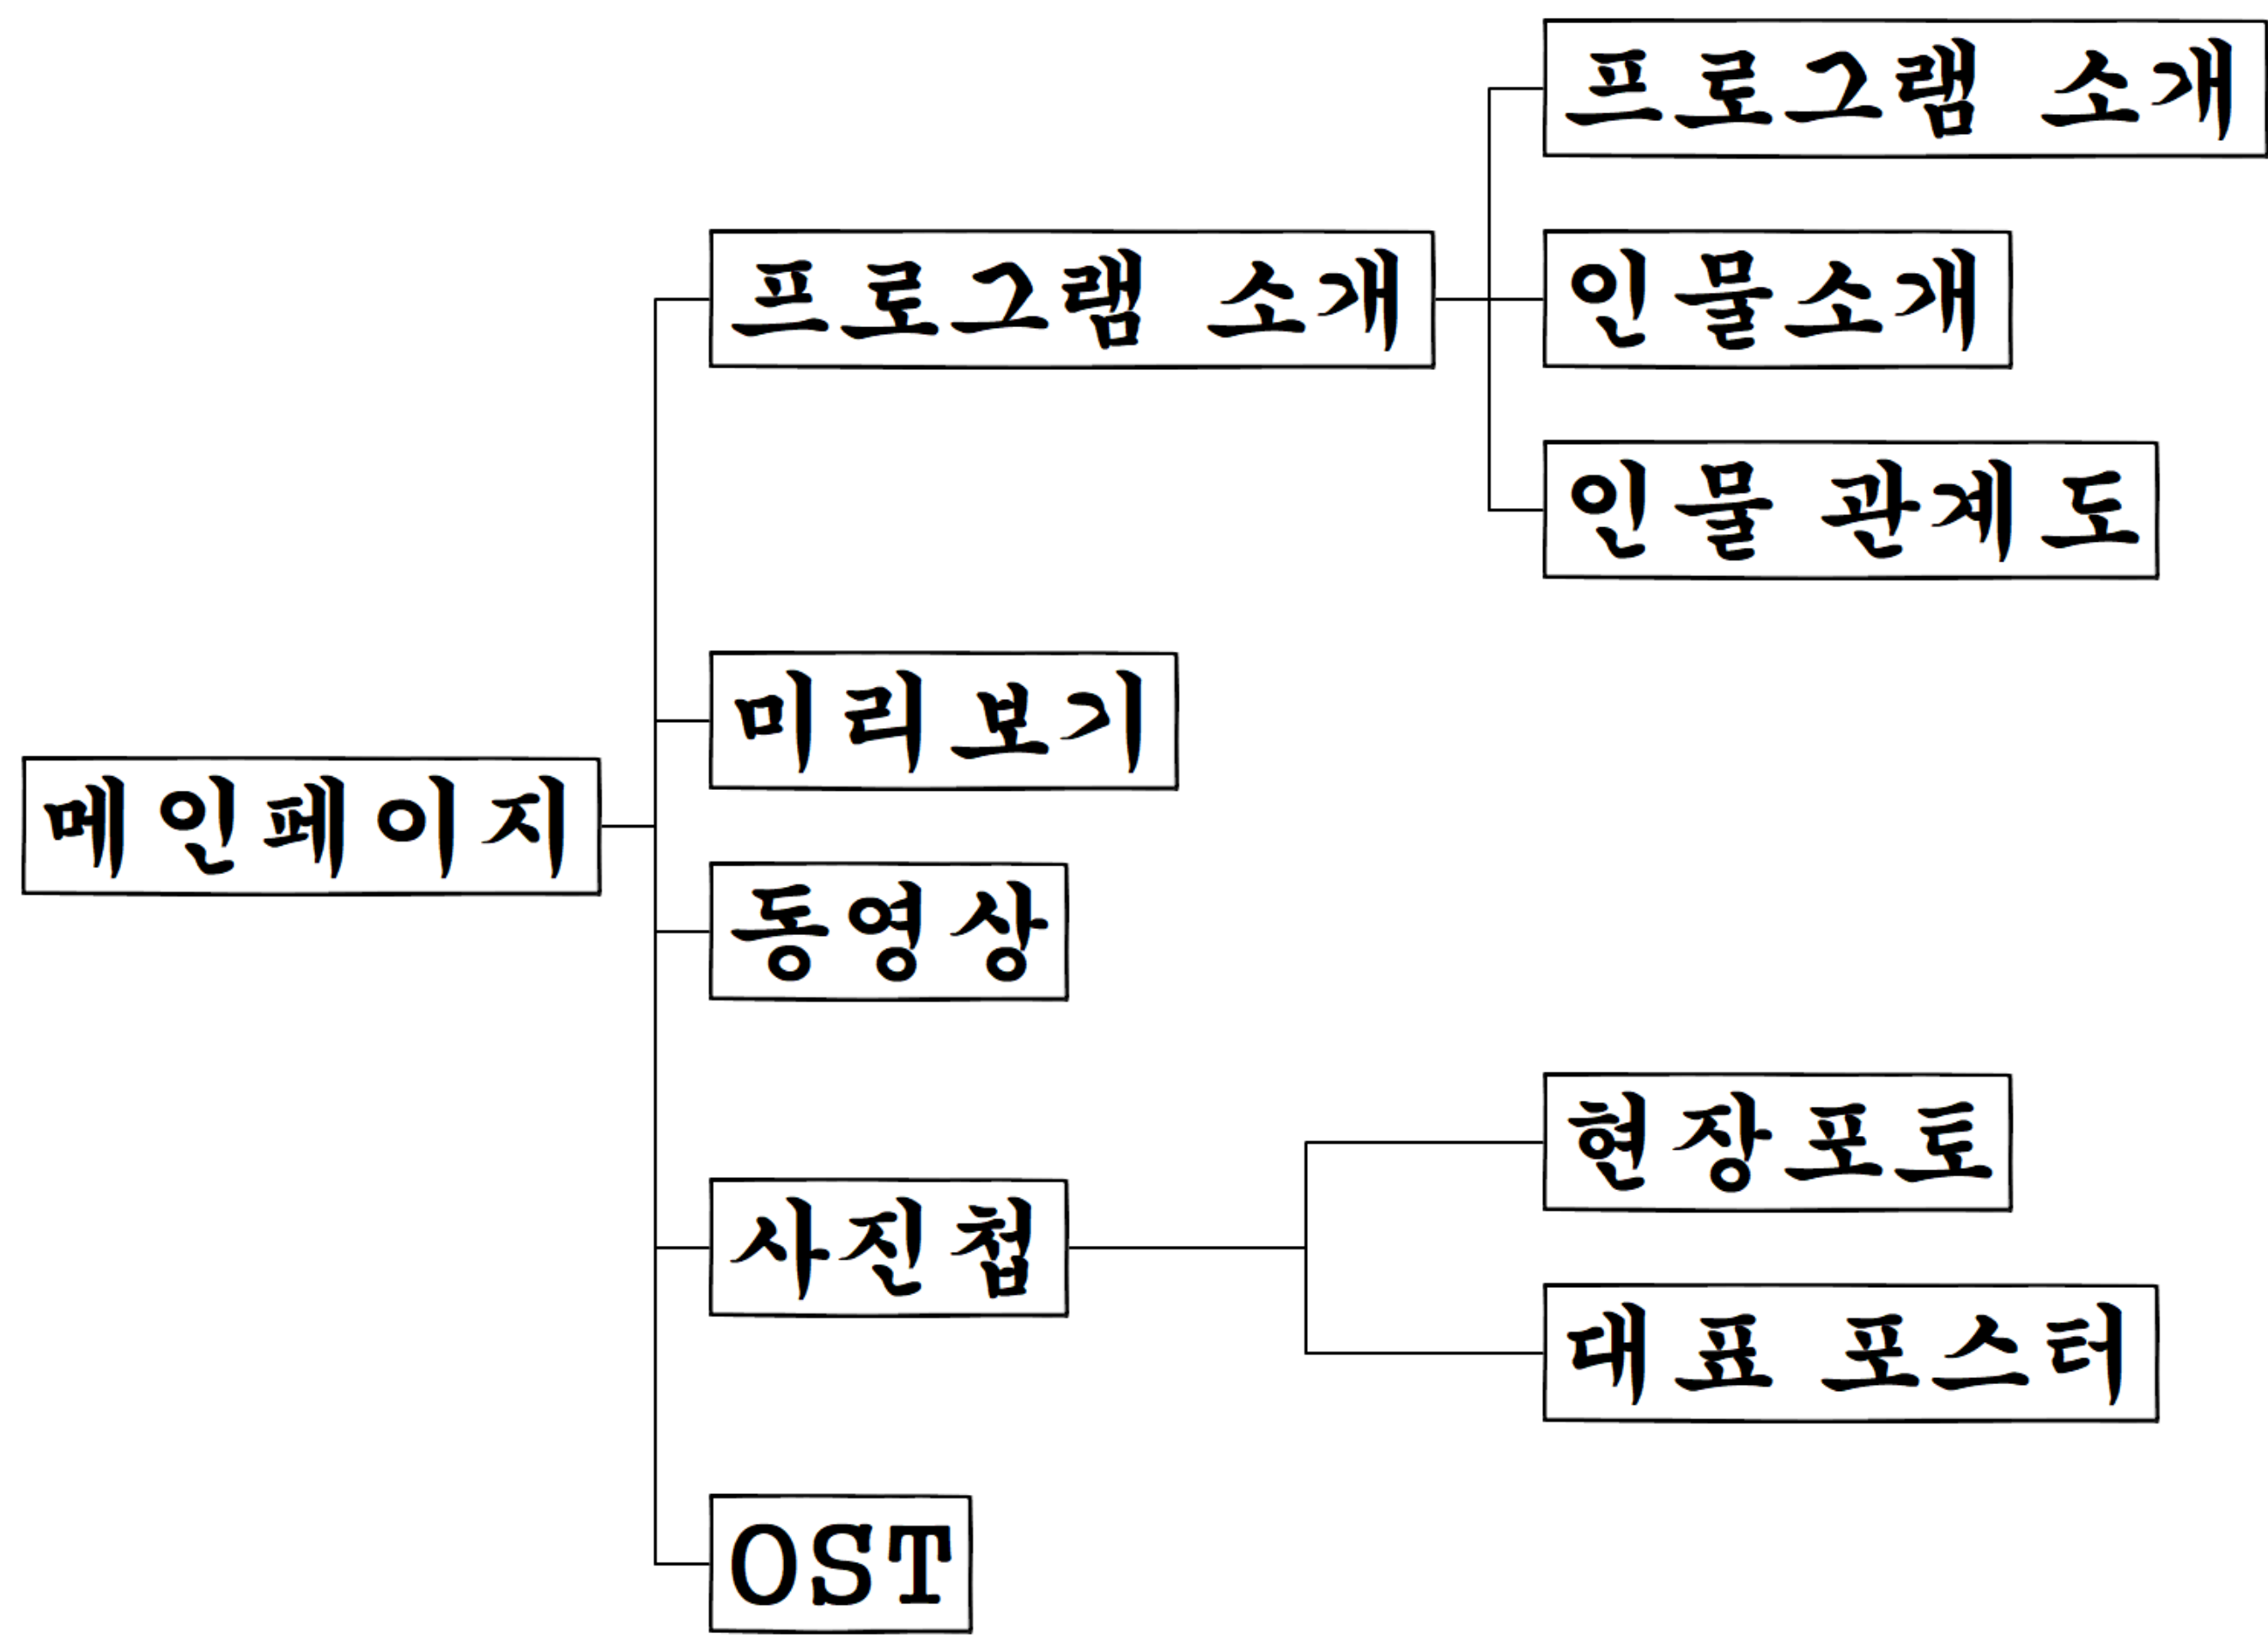 메인페이지
프로그램 소개
프로그램 소개
인물소개
인물 관계도
미리보기
동영상
사진첩
현장포토
대표 포스터
OST